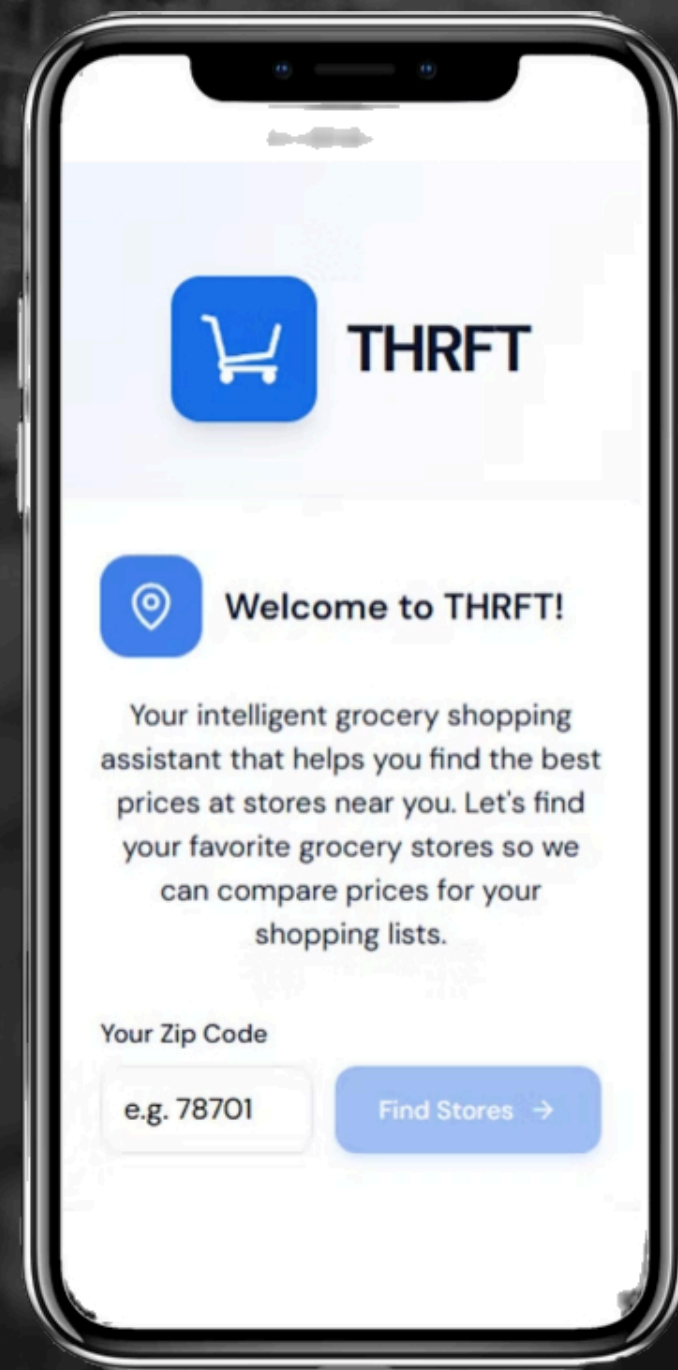 THRFT
Welcome to THRFT!
Your intelligent grocery shopping
assistant that helps you find the best
prices at stores near you. Let's find
your favorite grocery stores so we
can compare prices for your
shopping lists.
Your Zip Code
e.g. 78701
Find Stores →